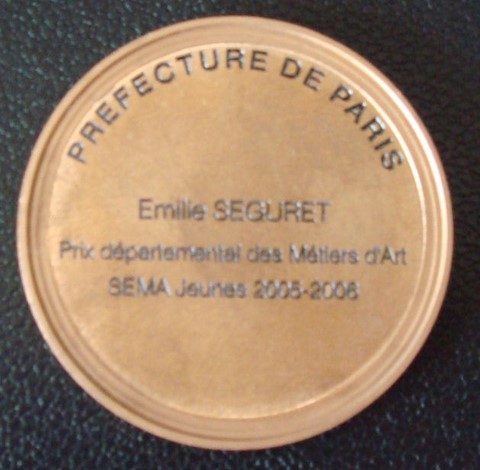 PREFECTURE DE PARIS
Emilie SEGURET
Prix départemental des Métiers d'Art
SEMA Jeunes 2005-2006